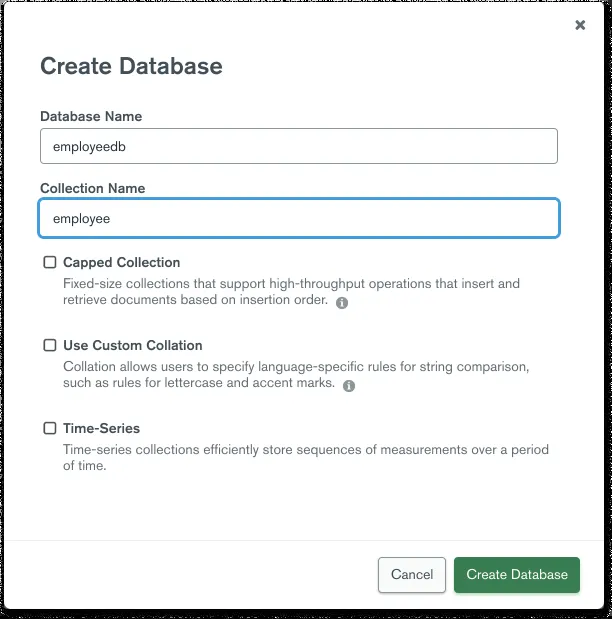 Create Database
Database Name
employeedb
Collection Name
employee
Capped Collection
Fixed-size collections that support high-throughput operations that insert and
retrieve documents based on insertion order.
Use Custom Collation
Collation allows users to specify language-specific rules for string comparison,
such as rules for lettercase and accent marks.
Time-Series
Time-series collections efficiently store sequences of measurements over a period
of time.
Cancel
Create Database